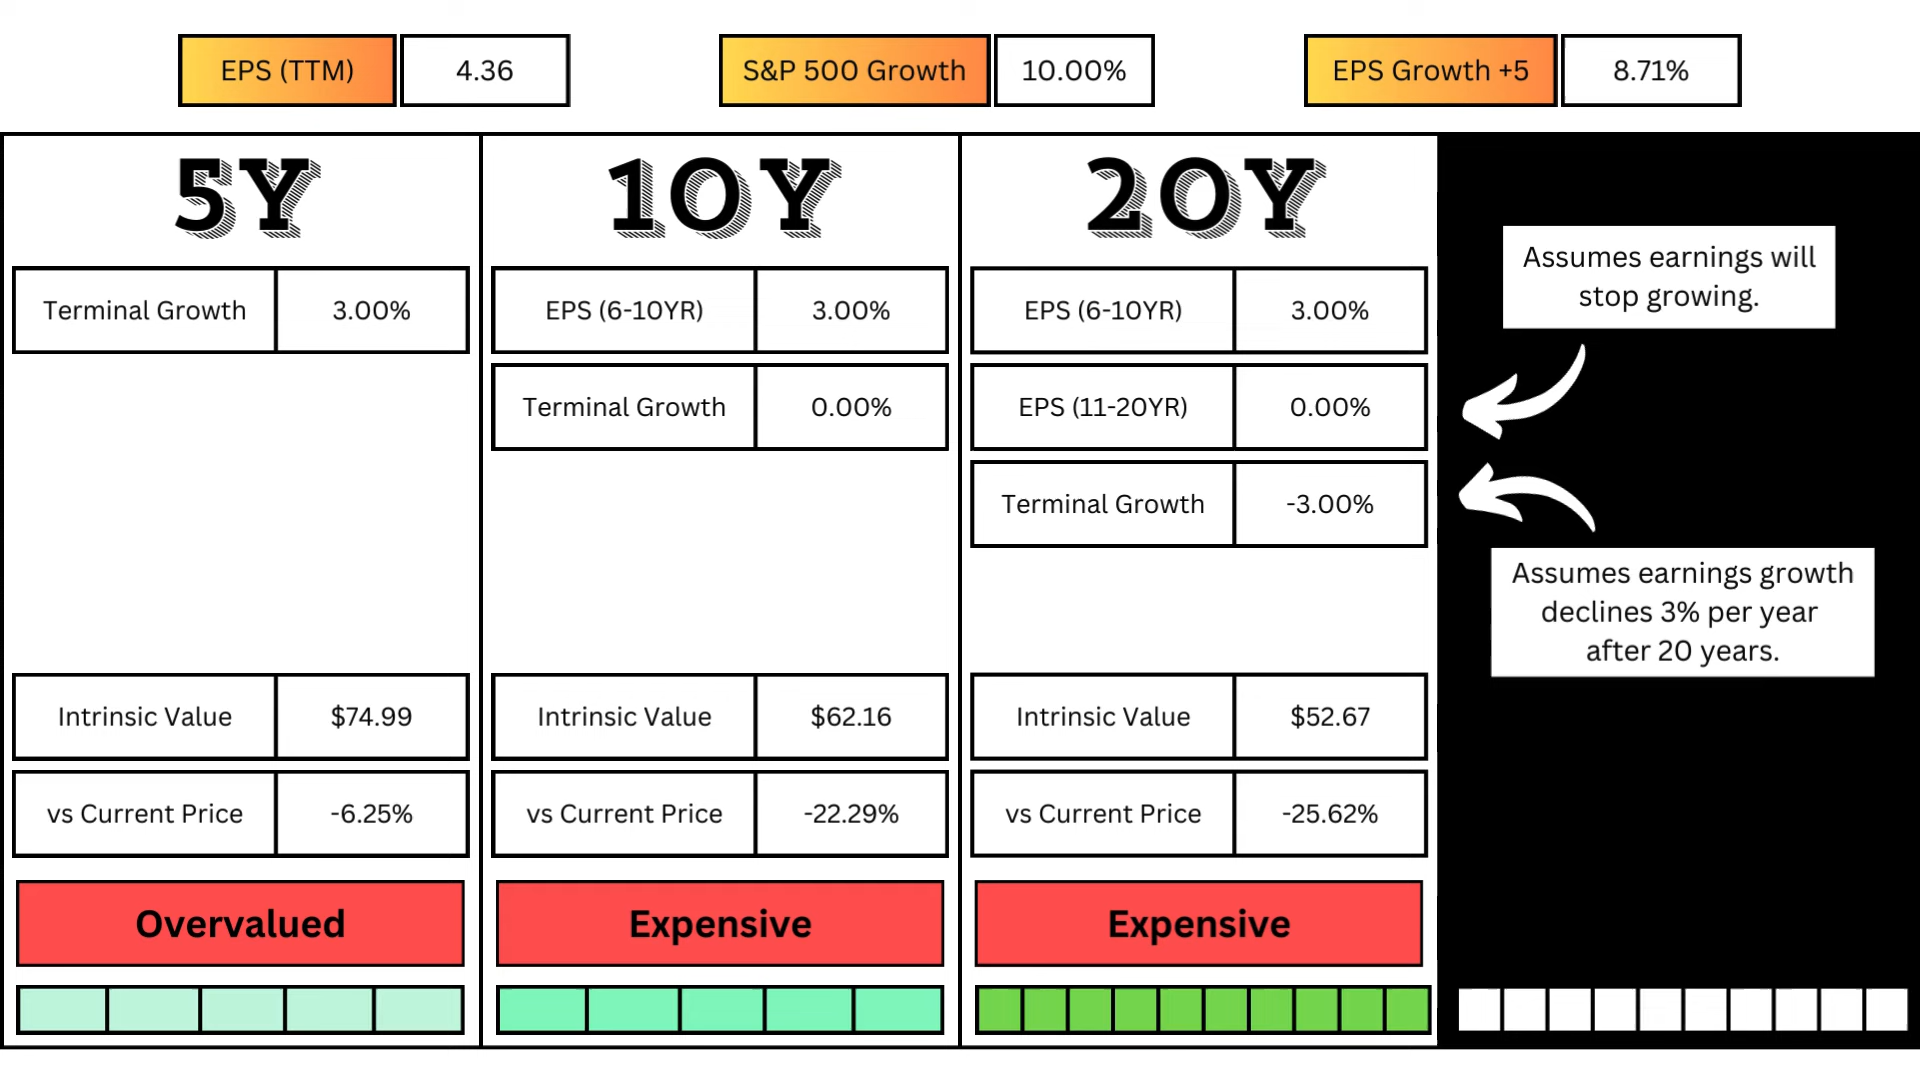 EPS (TTM) 4.36 S&P 500 Growth 10.00% EPS Growth +5 8.71%
5Y
Terminal Growth 3.00%
Intrinsic Value $74.99
vs Current Price -6.25%
Overvalued
10Y
EPS (6-10YR) 3.00%
Terminal Growth 0.00%
Intrinsic Value $62.16
vs Current Price -22.29%
Expensive
20Y
EPS (6-10YR) 3.00%
EPS (11-20YR) 0.00%
Terminal Growth -3.00%
Intrinsic Value $52.67
vs Current Price -25.62%
Expensive
Assumes earnings will
stop growing.
Assumes earnings growth
declines 3% per year
after 20 years.